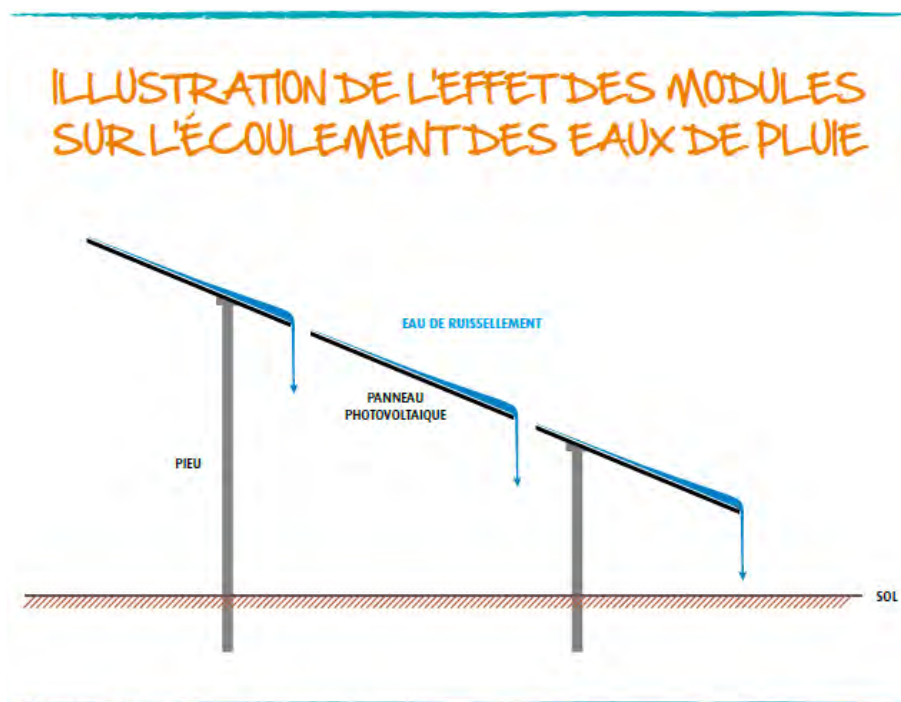 ILLUSTRATION DE L'EFFET DES MODULES
SUR L'ÉCOULEMENT DES EAUX DE PLUIE
EAU DE RUISSELLEMENT
PANNEAU
PHOTOVOLTAIQUE
PIEU
SOL